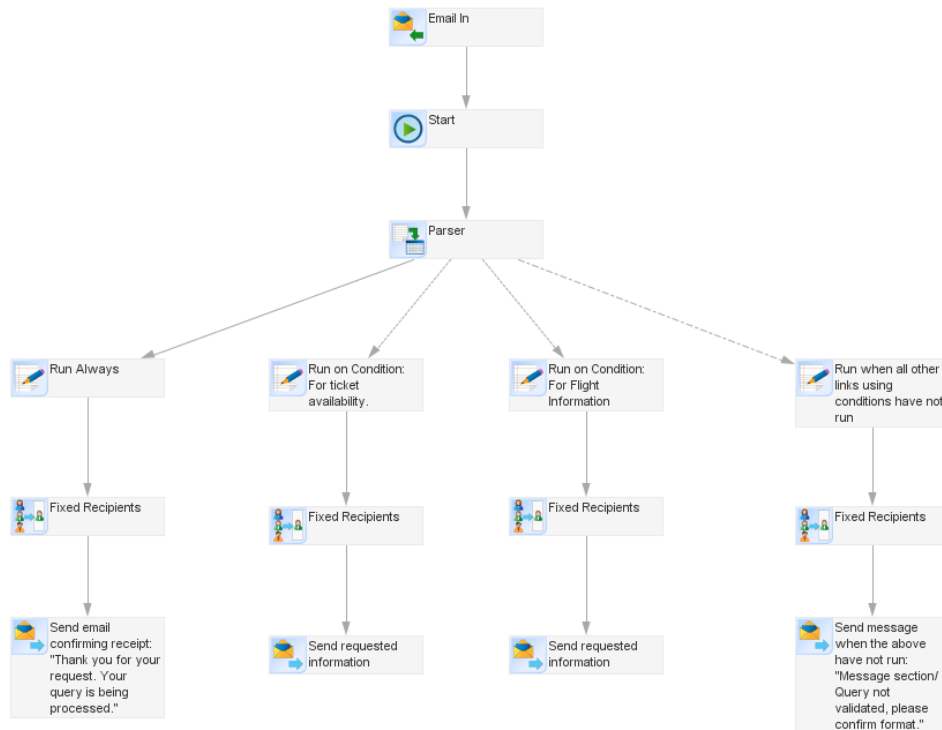 Email In
Start
Parser
Run Always
Run on Condition:
For ticket
availability.
Run on Condition:
For Flight
Information
Run when all other
links using
conditions have not
run
Fixed Recipients
Fixed Recipients
Fixed Recipients
Fixed Recipients
Send email
confirming receipt:
"Thank you for your
request. Your
query is being
processed."
Send requested
information
Send requested
information
Send message
when the above
have not run:
"Message section/
Query not
validated, please
confirm format."